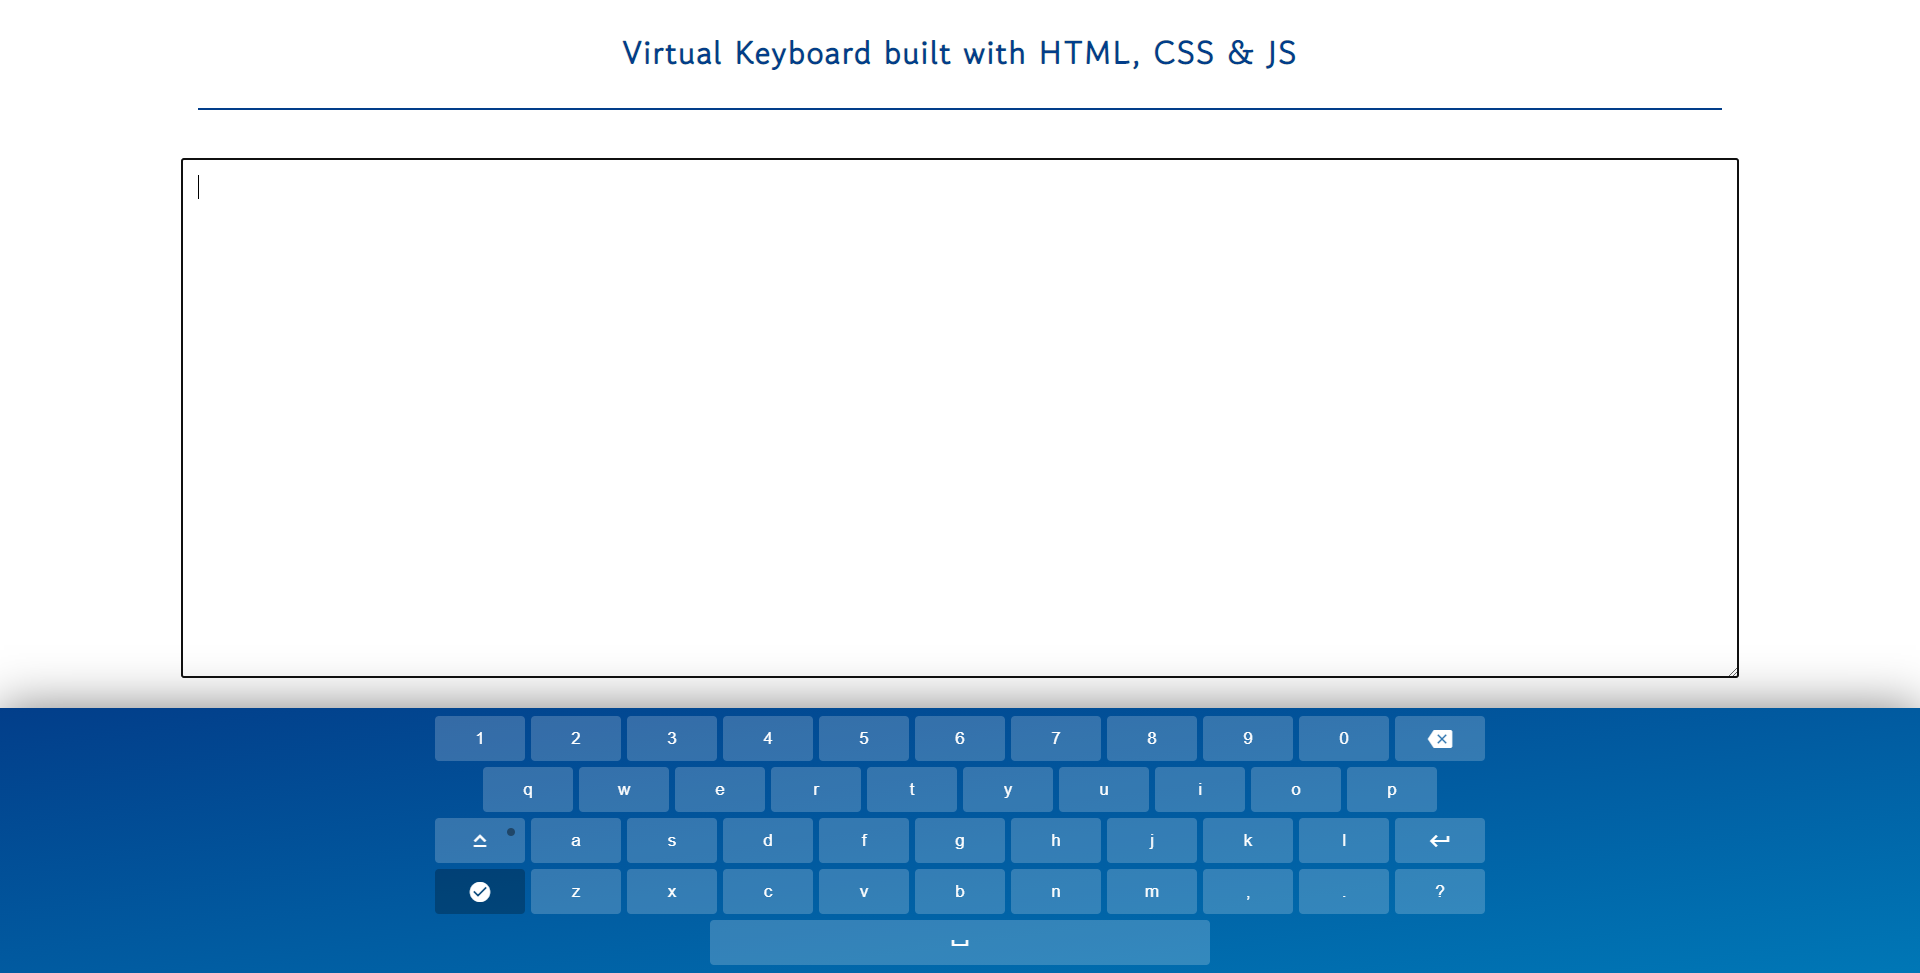 Virtual Keyboard built with HTML, CSS & JS
1 2 3 4 5 6 7 8 9 0
q w e r t y u i o p
a s d f g h j k l
z x c v b n m , . ?